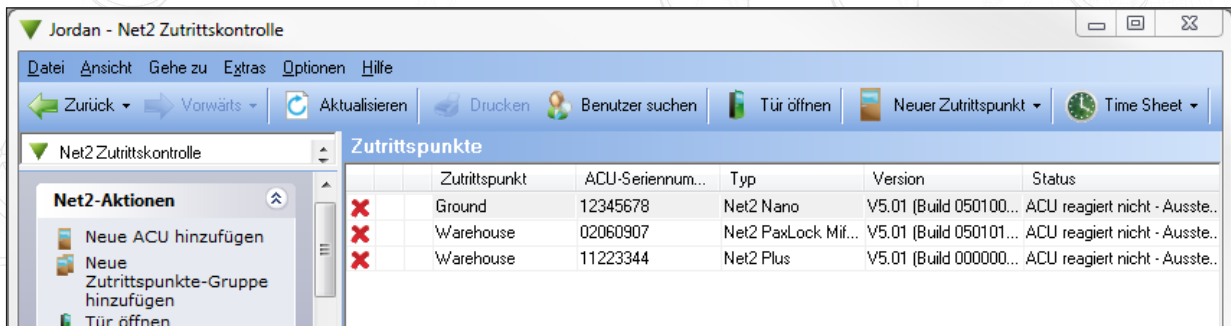 Jordan - Net2 Zutrittskontrolle
Datei Ansicht Gehe zu Extras Optionen Hilfe
Zurück Vorwärts Aktualisieren Drucken Benutzer suchen Tür öffnen Neuer Zutrittspunkt Time Sheet
Net2 Zutrittskontrolle
Zutrittspunkte
Zutrittspunkt ACU-Seriennum... Typ Version Status
Ground 12345678 Net2 Nano V5.01 (Build 050100... ACU reagiert nicht - Ausste...
Warehouse 02060907 Net2 PaxLock Mif... V5.01 (Build 050101... ACU reagiert nicht - Ausste...
Warehouse 11223344 Net2 Plus V5.01 (Build 000000... ACU reagiert nicht - Ausste...
Net2-Aktionen
Neue ACU hinzufügen
Neue
Zutrittspunkte-Gruppe
hinzufügen
Tür öffnen